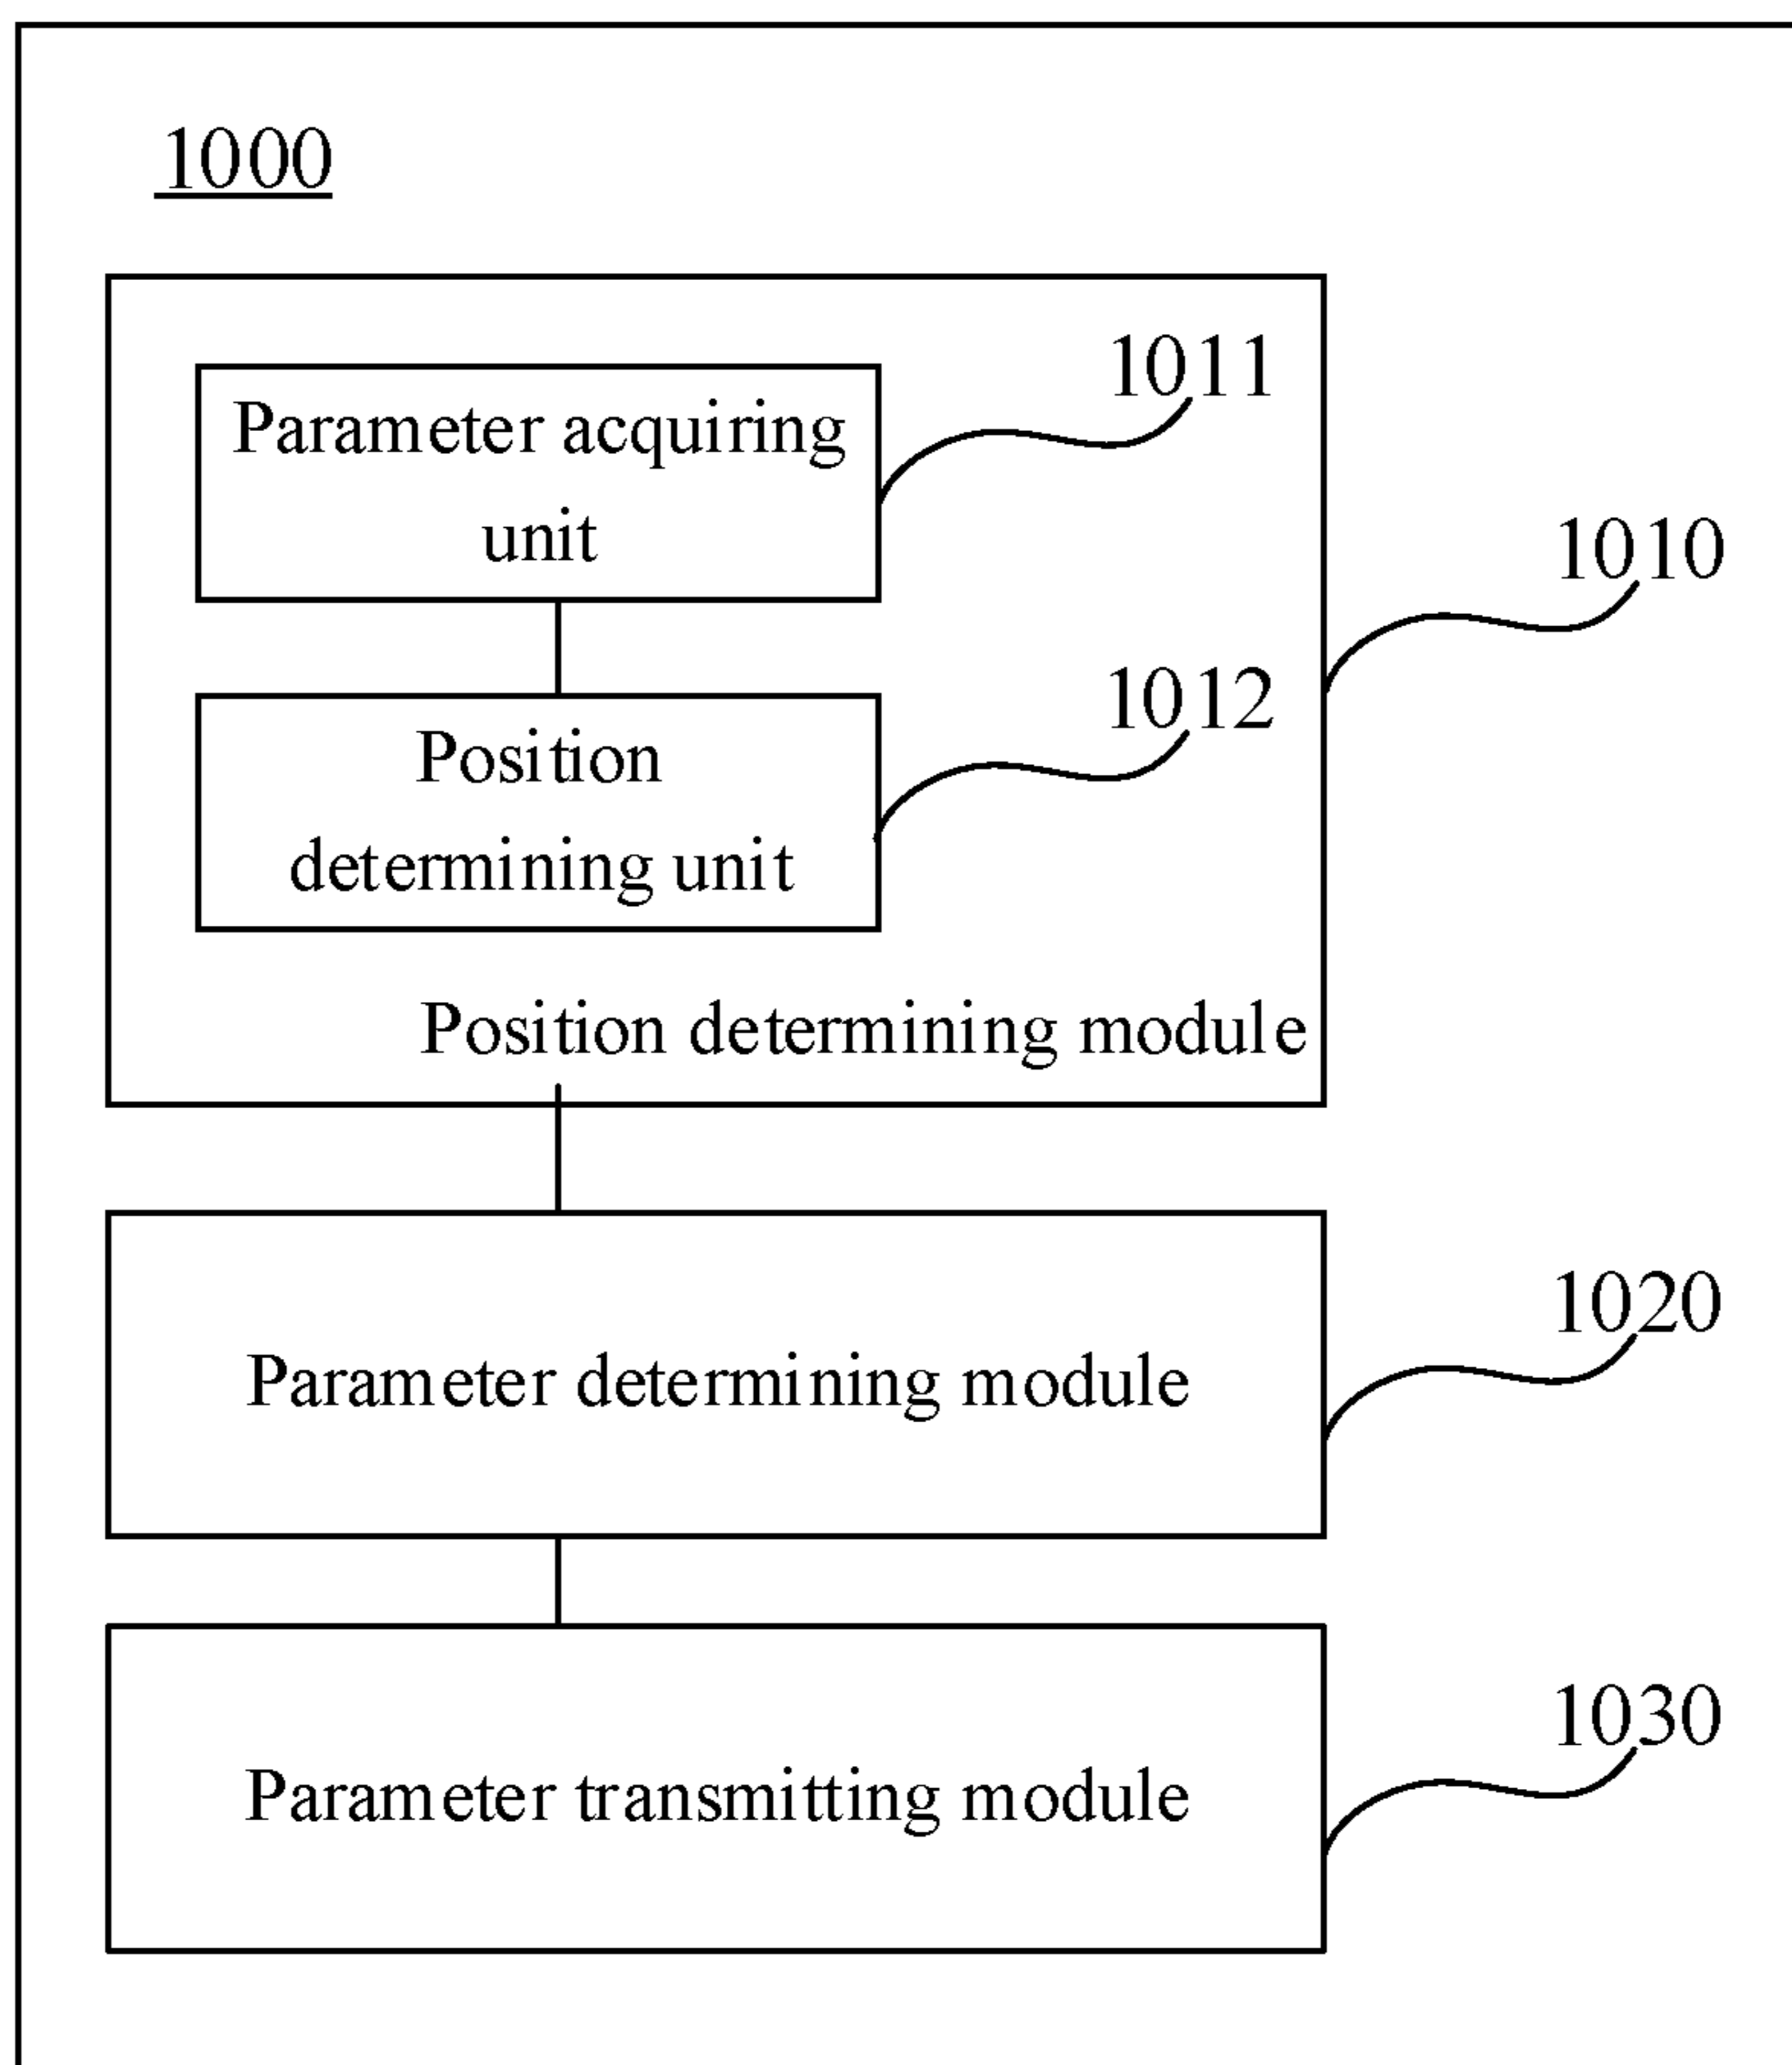 1000
1011
Parameter acquiring
unit
1010
1012
Position
determining unit
Position determining module
1020
Parameter determining module
1030
Parameter transmitting module